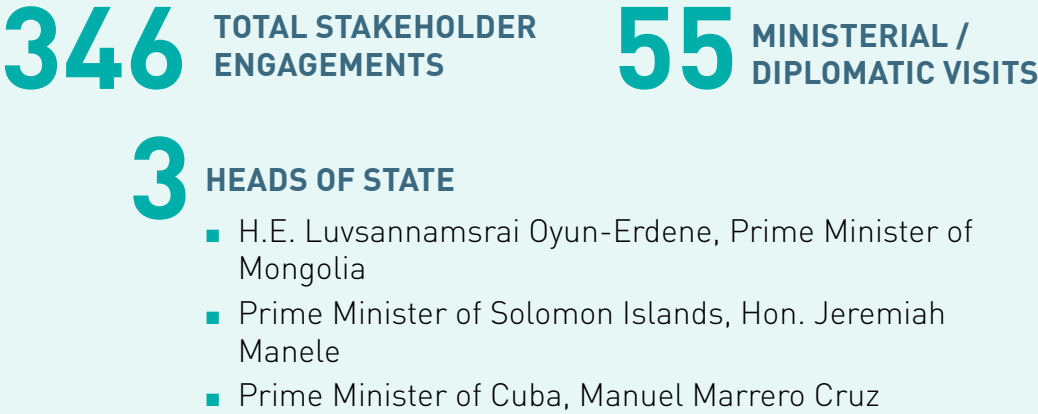 346 TOTAL STAKEHOLDER
ENGAGEMENTS
55 MINISTERIAL /
DIPLOMATIC VISITS
3 HEADS OF STATE
■ H.E. Luvsannamsrai Oyun-Erdene, Prime Minister of
Mongolia
■ Prime Minister of Solomon Islands, Hon. Jeremiah
Manele
■ Prime Minister of Cuba, Manuel Marrero Cruz